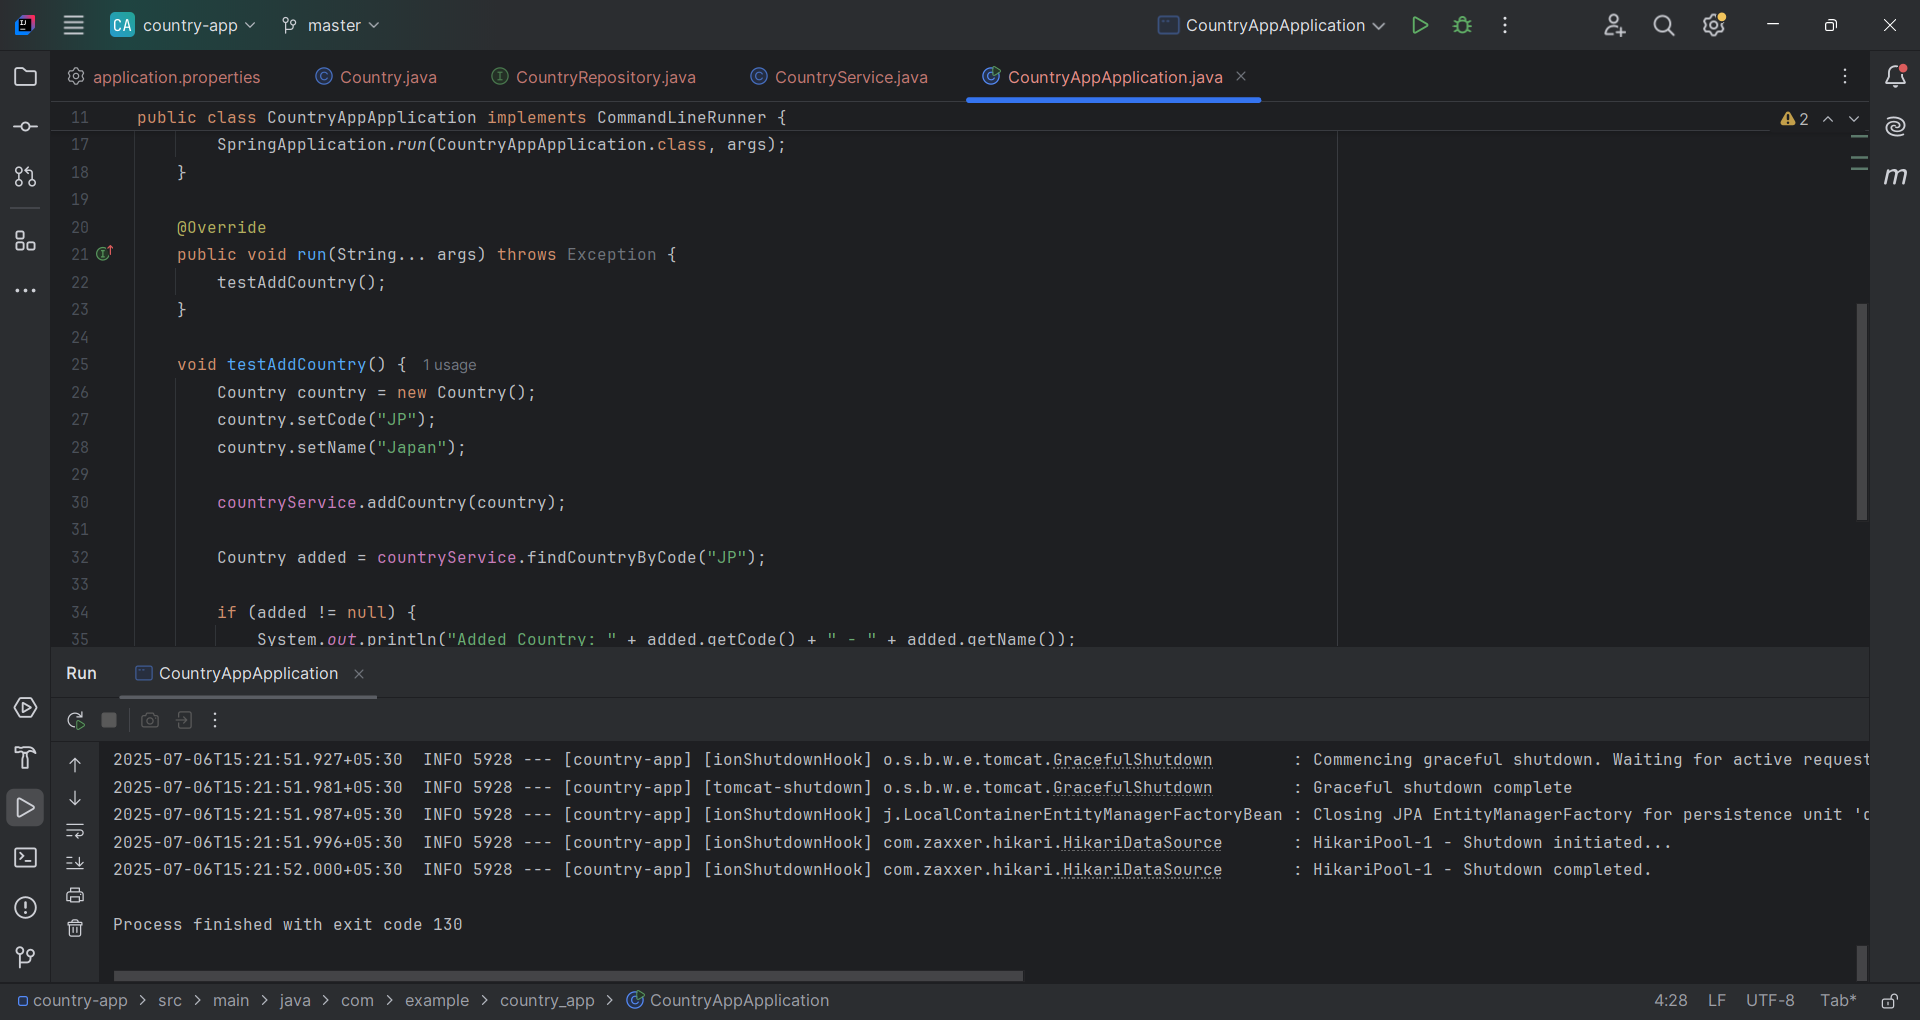 CA country-app master CountryAppApplication
application.properties Country.java CountryRepository.java CountryService.java CountryAppApplication.java
11 public class CountryAppApplication implements CommandLineRunner { 2
17 SpringApplication.run(CountryAppApplication.class, args);
18 }
19
20 @Override
21 public void run(String... args) throws Exception {
22 testAddCountry();
23 }
24
25 void testAddCountry() { 1 usage
26 Country country = new Country();
27 country.setCode("JP");
28 country.setName("Japan");
29
30 countryService.addCountry(country);
31
32 Country added = countryService.findCountryByCode("JP");
33
34 if (added != null) {
35 System.out.println("Added Country: " + added.getCode() + " - " + added.getName());
Run CountryAppApplication
2025-07-06T15:21:51.927+05:30 INFO 5928 --- [country-app] [ionShutdownHook] o.s.b.w.e.tomcat.GracefulShutdown : Commencing graceful shutdown. Waiting for active request
2025-07-06T15:21:51.981+05:30 INFO 5928 --- [country-app] [tomcat-shutdown] o.s.b.w.e.tomcat.GracefulShutdown : Graceful shutdown complete
2025-07-06T15:21:51.987+05:30 INFO 5928 --- [country-app] [ionShutdownHook] j.LocalContainerEntityManagerFactoryBean : Closing JPA EntityManagerFactory for persistence unit '
2025-07-06T15:21:51.996+05:30 INFO 5928 --- [country-app] [ionShutdownHook] com.zaxxer.hikari.HikariDataSource : HikariPool-1 - Shutdown initiated...
2025-07-06T15:21:52.000+05:30 INFO 5928 --- [country-app] [ionShutdownHook] com.zaxxer.hikari.HikariDataSource : HikariPool-1 - Shutdown completed.
Process finished with exit code 130
country-app > src > main > java > com > example > country_app > CountryAppApplication 4:28 LF UTF-8 Tab*